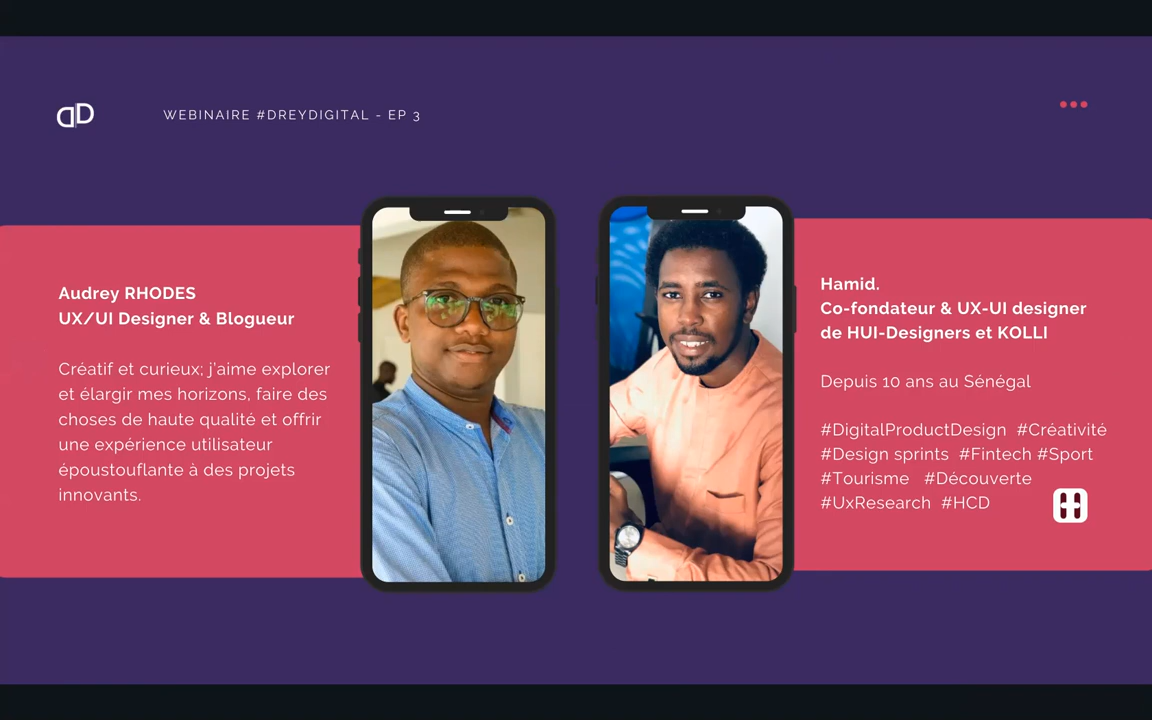 WEBINAIRE #DREYDIGITAL - EP 3
Audrey RHODES
UX/UI Designer & Blogueur
Créatif et curieux; j'aime explorer
et élargir mes horizons, faire des
choses de haute qualité et offrir
une expérience utilisateur
époustouflante à des projets
innovants.
Hamid.
Co-fondateur & UX-UI designer
de HUI-Designers et KOLLI
Depuis 10 ans au Sénégal
#DigitalProductDesign #Créativité
#Design sprints #Fintech #Sport
#Tourisme #Découverte
#UxResearch #HCD